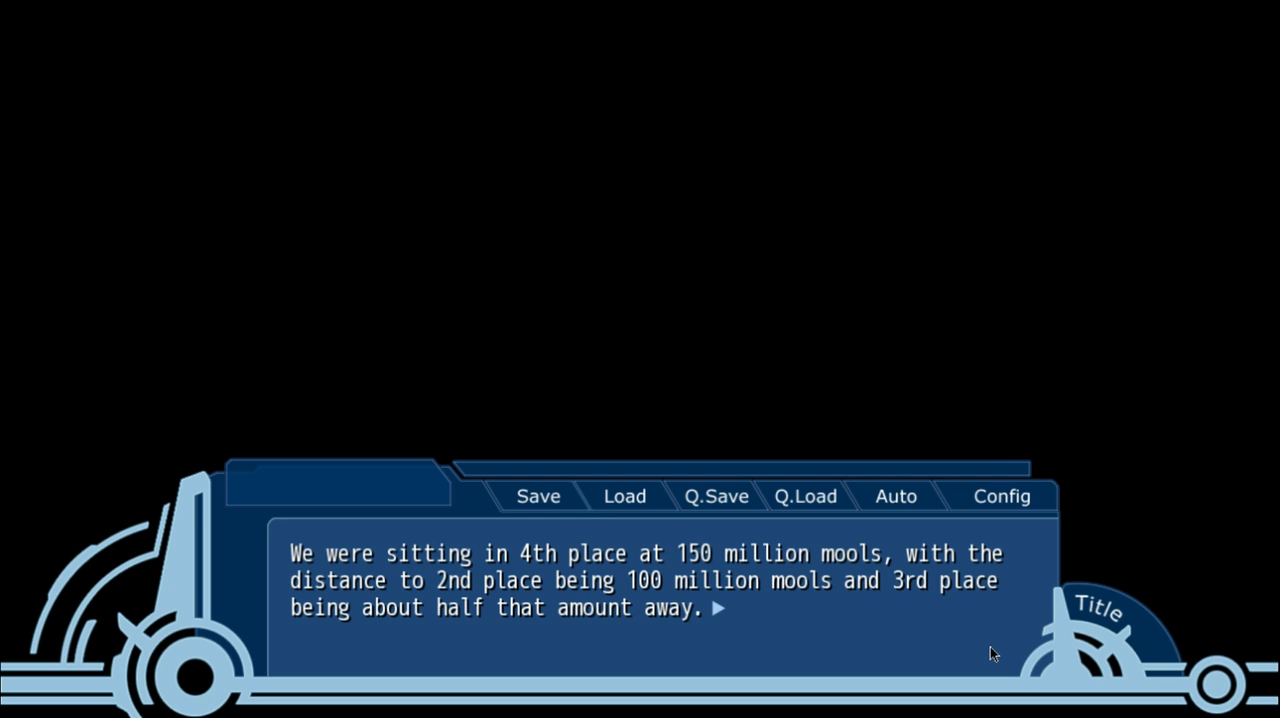 Save Load Q.Save Q.Load Auto Config
We were sitting in 4th place at 150 million mools, with the
distance to 2nd place being 100 million mools and 3rd place
being about half that amount away.
Title